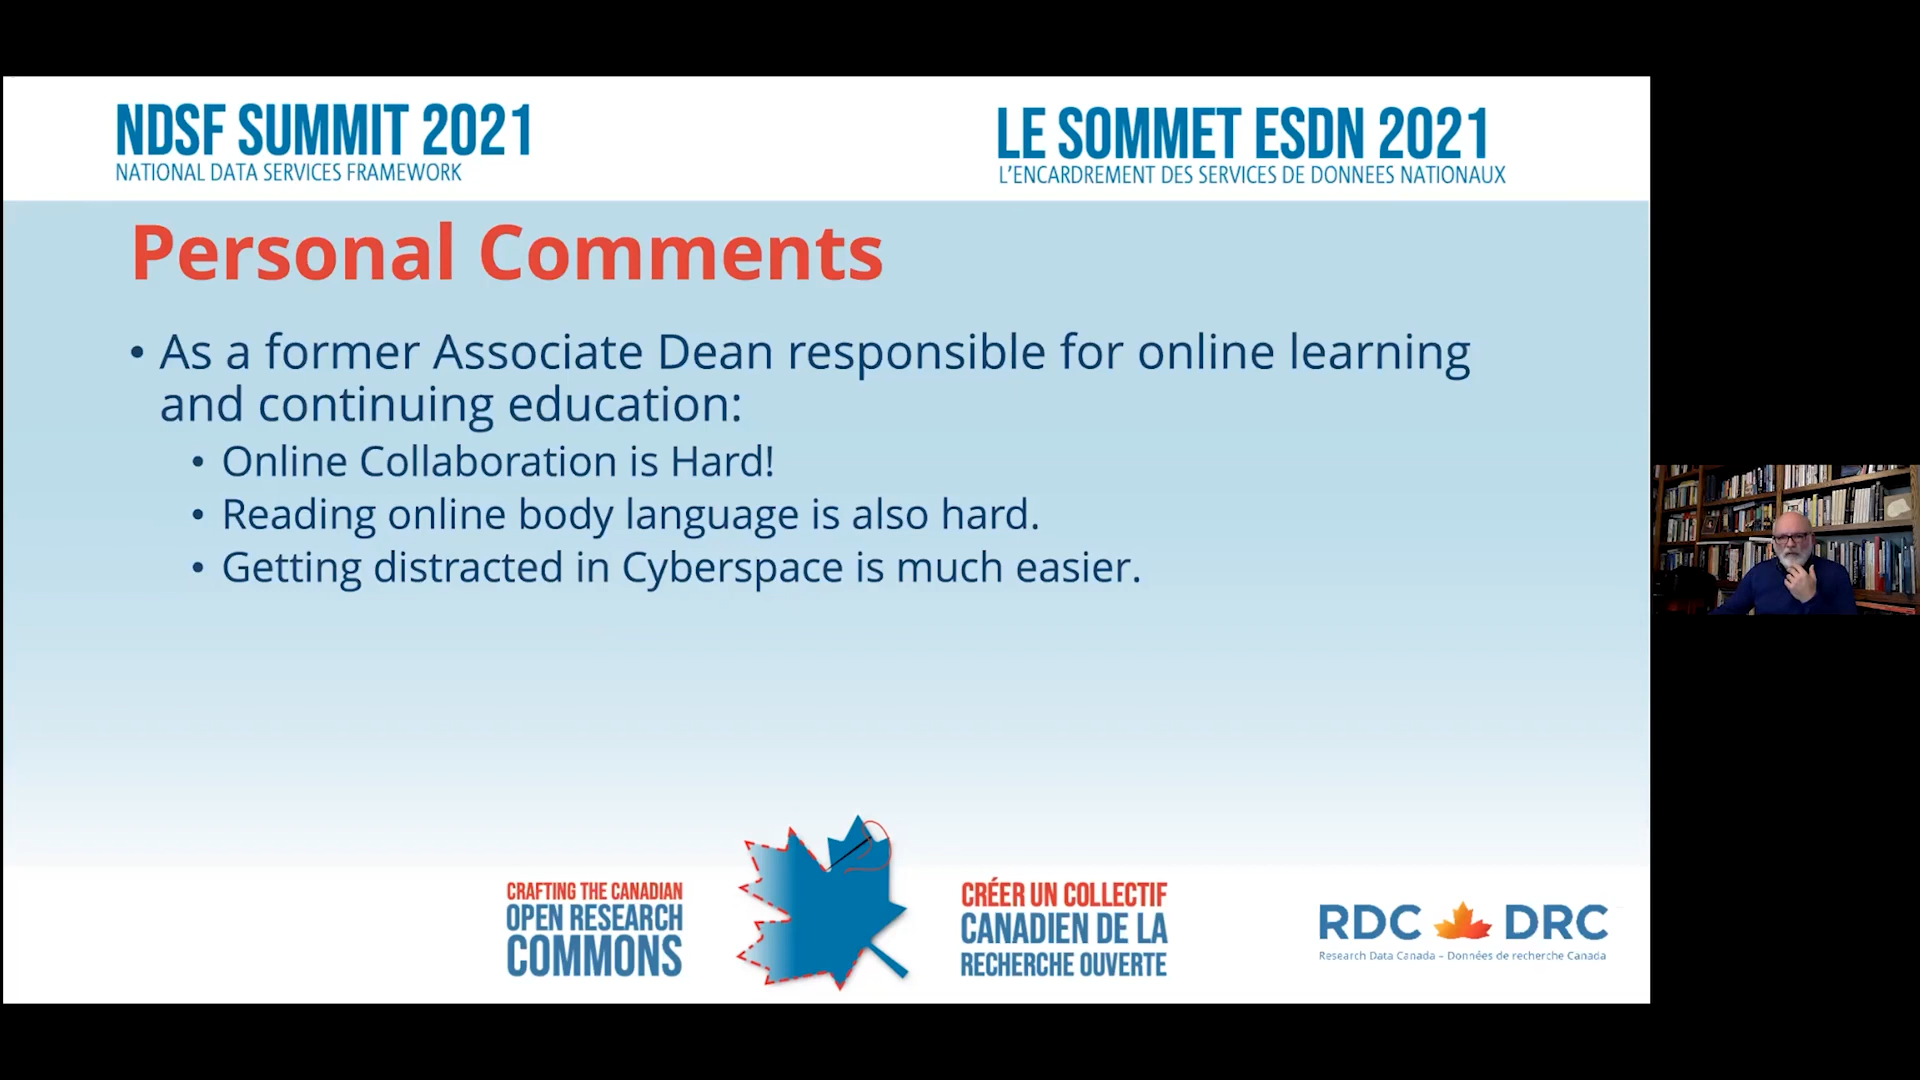 NDSF SUMMIT 2021
NATIONAL DATA SERVICES FRAMEWORK
LE SOMMET ESDN 2021
L'ENCARDREMENT DES SERVICES DE DONNEES NATIONAUX
Personal Comments
• As a former Associate Dean responsible for online learning
and continuing education:
• Online Collaboration is Hard!
• Reading online body language is also hard.
• Getting distracted in Cyberspace is much easier.
CRAFTING THE CANADIAN
OPEN RESEARCH
COMMONS
CRÉER UN COLLECTIF
CANADIEN DE LA
RECHERCHE OUVERTE
RDC DRC
Research Data Canada – Données de recherche Canada